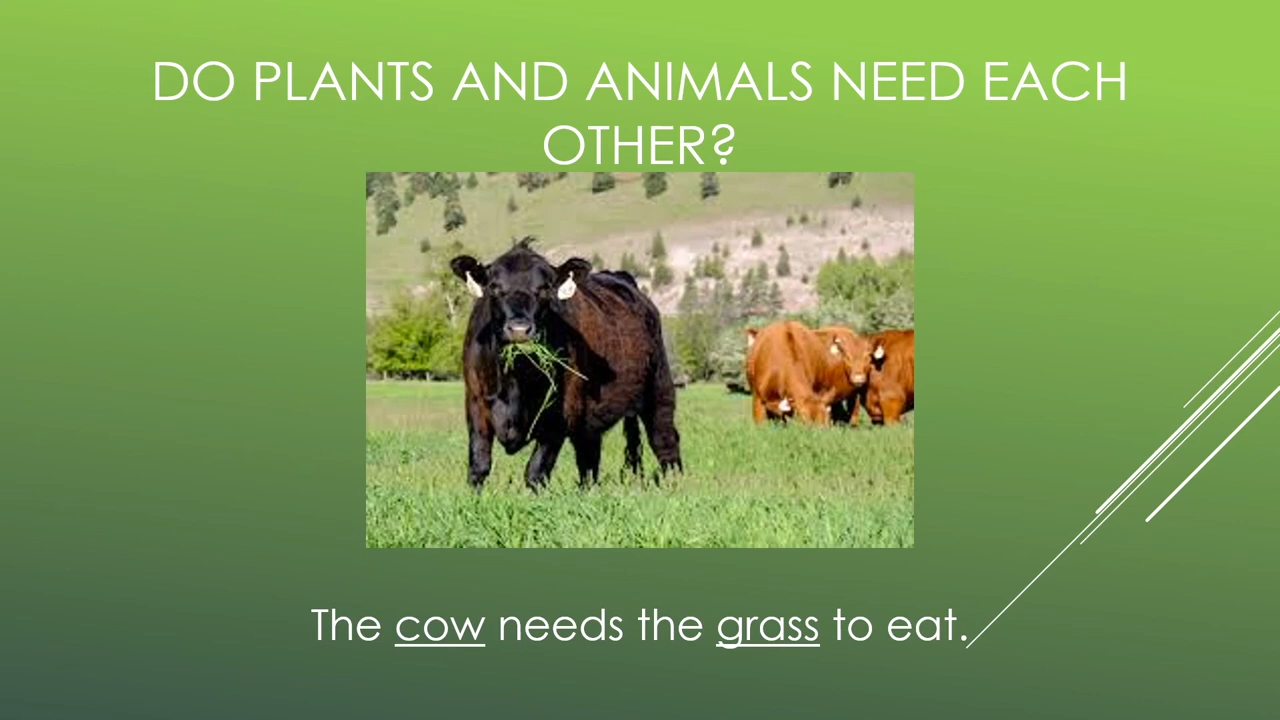 DO PLANTS AND ANIMALS NEED EACH
OTHER?
The cow needs the grass to eat.